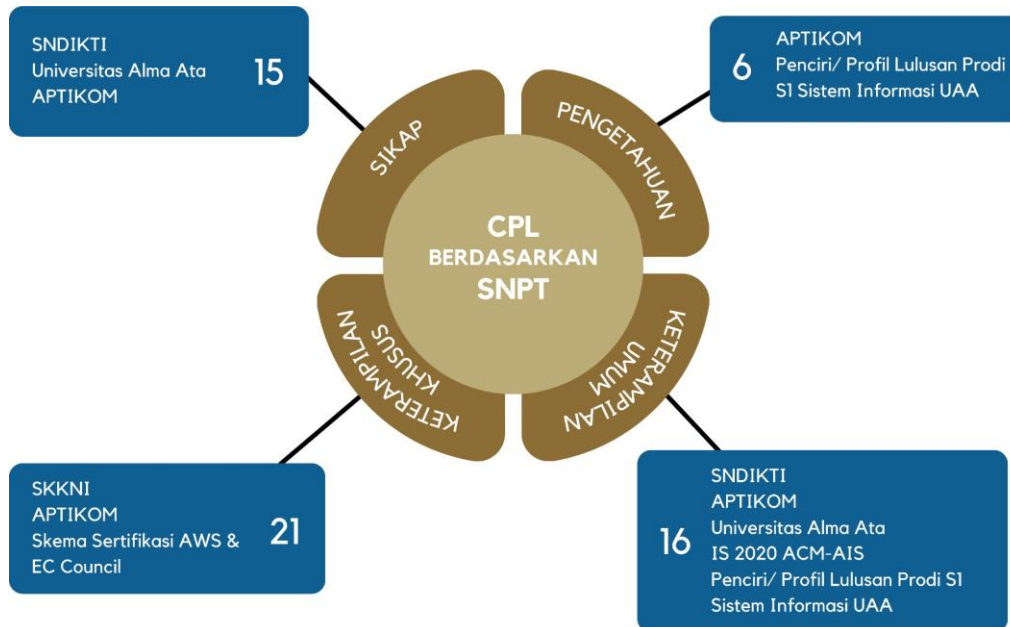 SNDIKTI
Universitas Alma Ata
APTIKOM
15
6
APTIKOM
Penciri/ Profil Lulusan Prodi
S1 Sistem Informasi UAA
SIKAP
PENGETAHUAN
CPL
BERDASARKAN
SNPT
KETERAMPILAN
KHUSUS
KETERAMPILAN
UMUM
SKKNI
APTIKOM
Skema Sertifikasi AWS &
EC Council
21
16
SNDIKTI
APTIKOM
Universitas Alma Ata
IS 2020 ACM-AIS
Penciri/ Profil Lulusan Prodi S1
Sistem Informasi UAA